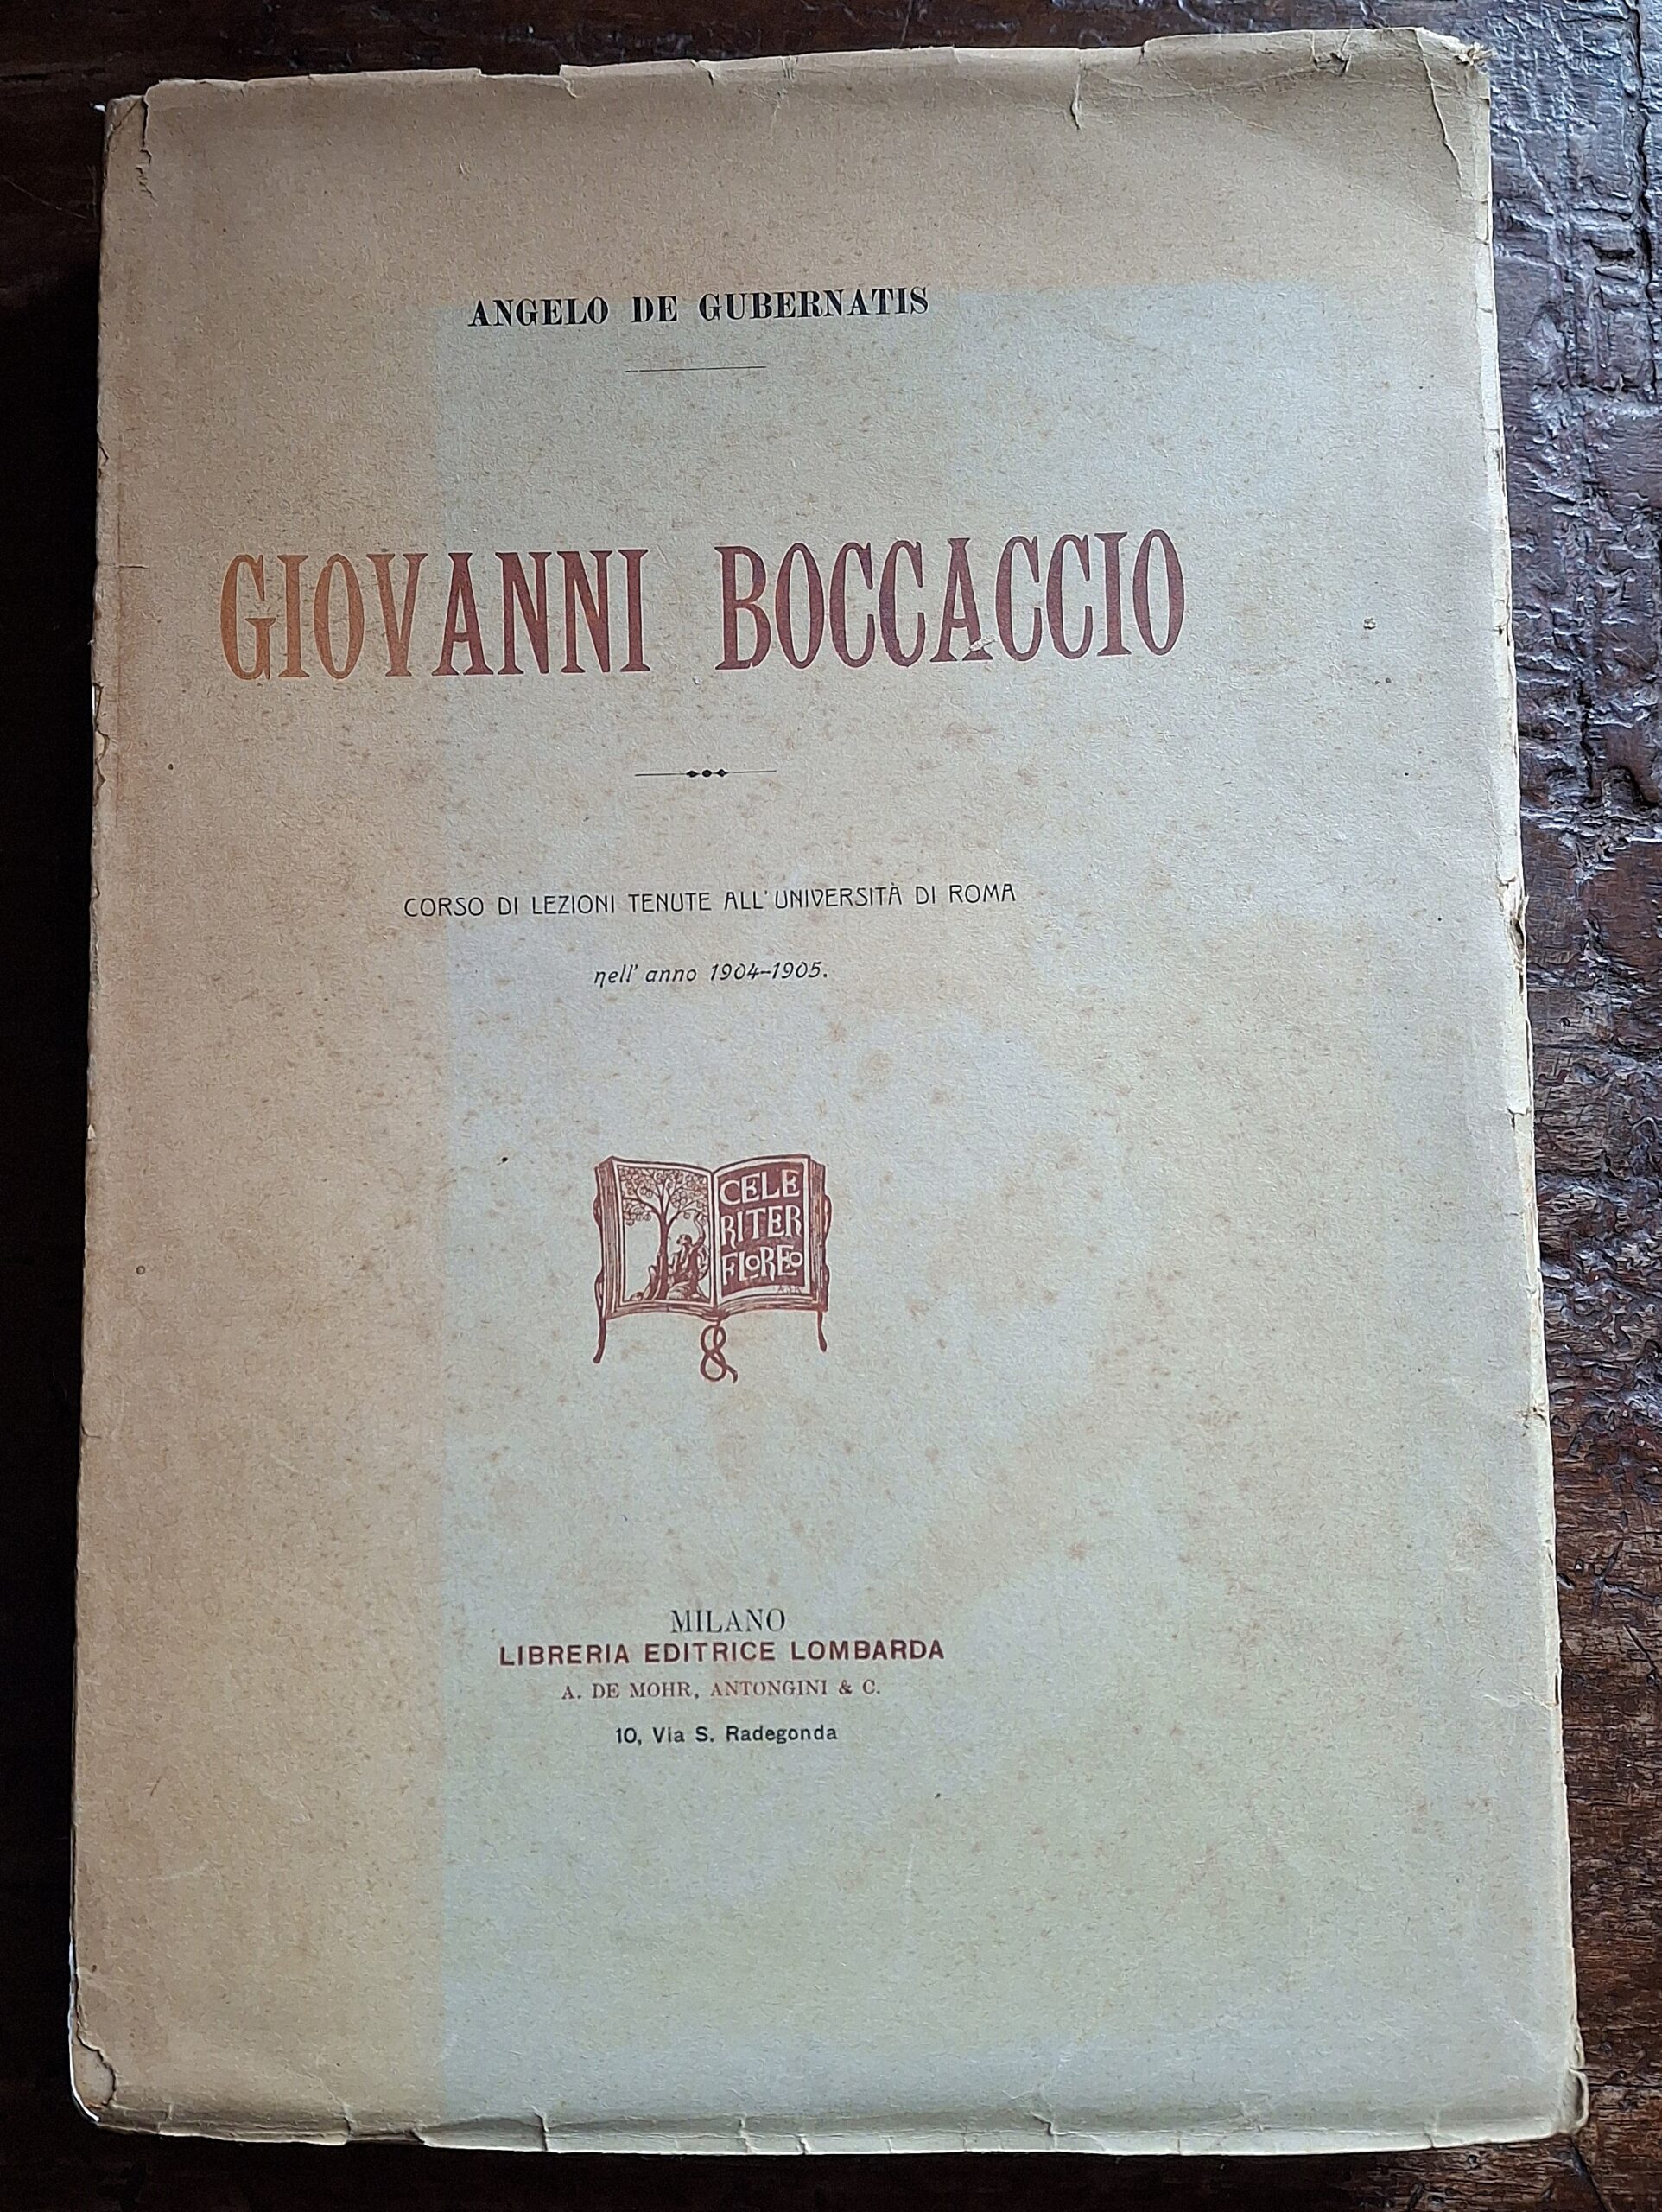 ANGELO DE GUBERNATIS
GIOVANNI BOCCACCIO
CORSO DI LEZIONI TENUTE ALL'UNIVERSITÀ DI ROMA
nell' anno 1904-1905.
CELE
RITER
FLOREO
MILANO
LIBRERIA EDITRICE LOMBARDA
A. DE MOHR, ANTONGINI & C.
10, Via S. Radegonda